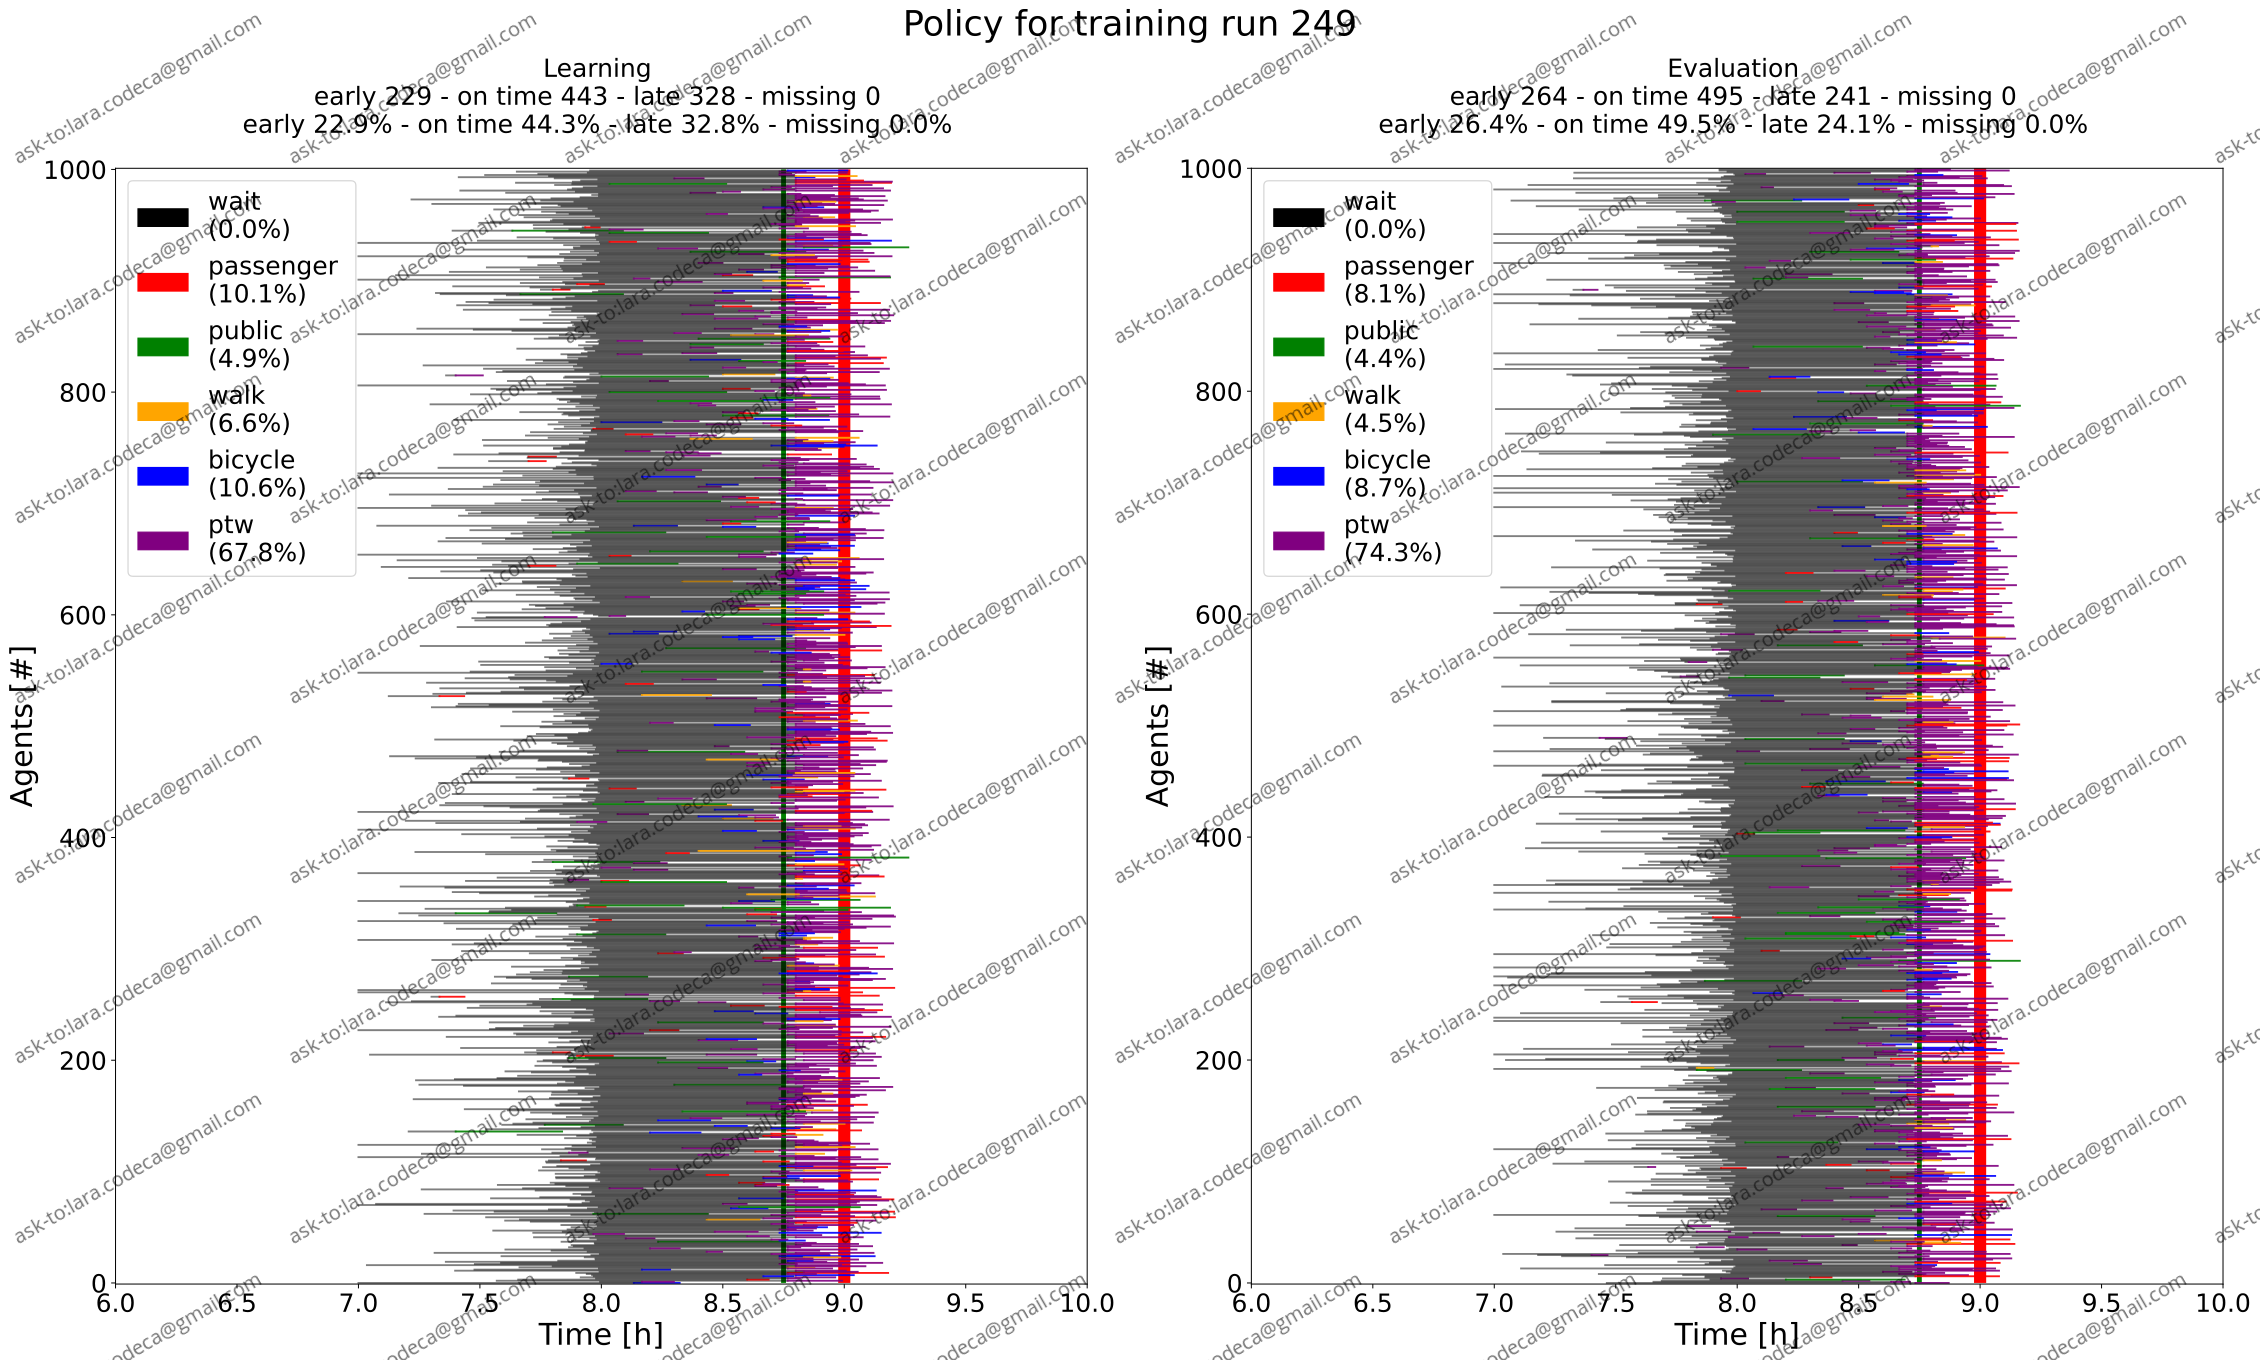 Policy for training run 249
Learning
early 229 - on time 443 - late 328 - missing 0
early 22.9% - on time 44.3% - late 32.8% - missing 0.0%
1000
800
600
400
200
0
Agents [#]
wait
(0.0%)
passenger
(10.1%)
public
(4.9%)
walk
(6.6%)
bicycle
(10.6%)
ptw
(67.8%)
6.0 6.5 7.0 7.5 8.0 8.5 9.0 9.5 10.0
Time [h]
Evaluation
early 264 - on time 495 - late 241 - missing 0
early 26.4% - on time 49.5% - late 24.1% - missing 0.0%
1000
800
600
400
200
0
Agents [#]
wait
(0.0%)
passenger
(8.1%)
public
(4.4%)
walk
(4.5%)
bicycle
(8.7%)
ptw
(74.3%)
6.0 6.5 7.0 7.5 8.0 8.5 9.0 9.5 10.0
Time [h]
ask-to:lara.codeca@gmail.com